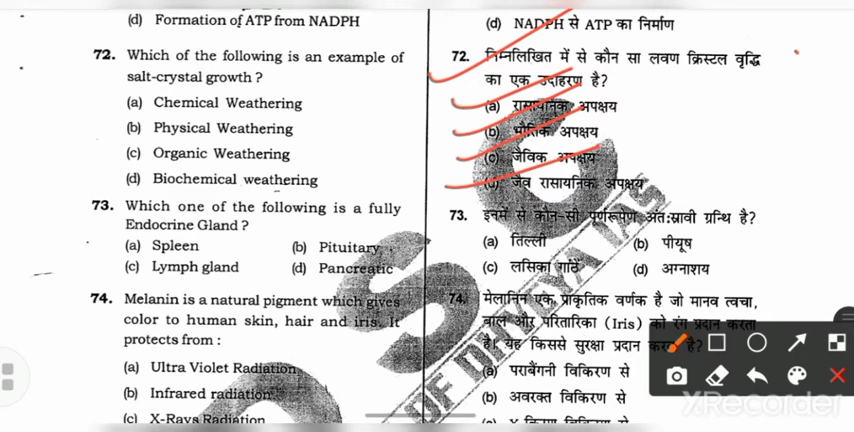 (d) Formation of ATP from NADPH
72. Which of the following is an example of
salt-crystal growth ?
(a) Chemical Weathering
(b) Physical Weathering
(c) Organic Weathering
(d) Biochemical weathering
73. Which one of the following is a fully
Endocrine Gland ?
(a) Spleen (b) Pituitary
(c) Lymph gland (d) Pancreatic
74. Melanin is a natural pigment which gives
color to human skin, hair and iris. It
protects from :
(a) Ultra Violet Radiation
(b) Infrared radiation
(c) X-Rays Radiation
(d) NADPH से ATP का निर्माण
72. निम्नलिखित में से कौन सा लवण क्रिस्टल वृद्धि
का एक उदाहरण है?
(a) रासायनिक अपक्षय
(b) भौतिक अपक्षय
(c) जैविक अपक्षय
(d) जैव रासायनिक अपक्षय
73. इनमें से कौन-सी पूर्णरूपेण अंतःस्रावी ग्रन्थि है?
(a) तिल्ली (b) पीयूष
(c) लसिका गांठें (d) अग्नाशय
74. मेलानिन एक प्राकृतिक वर्णक है जो मानव त्वचा,
बाल और परितारिका (Iris) को रंग प्रदान करता
है। यह किससे सुरक्षा प्रदान करता है?
(a) पराबैंगनी विकिरण से
(b) अवरक्त विकिरण से
OF DHYEYA IAS
XRecorder